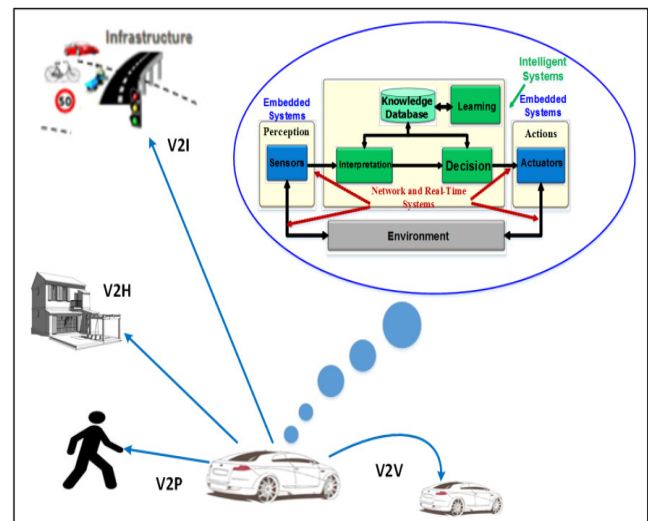 Infrastructure
50
V2I
V2H
V2P
V2V
Intelligent
Systems
Embedded
Systems
Embedded
Systems
Knowledge
Database
Learning
Perception
Actions
Sensors
Interpretation
Decision
Actuators
Network and Real-Time
Systems
Environment